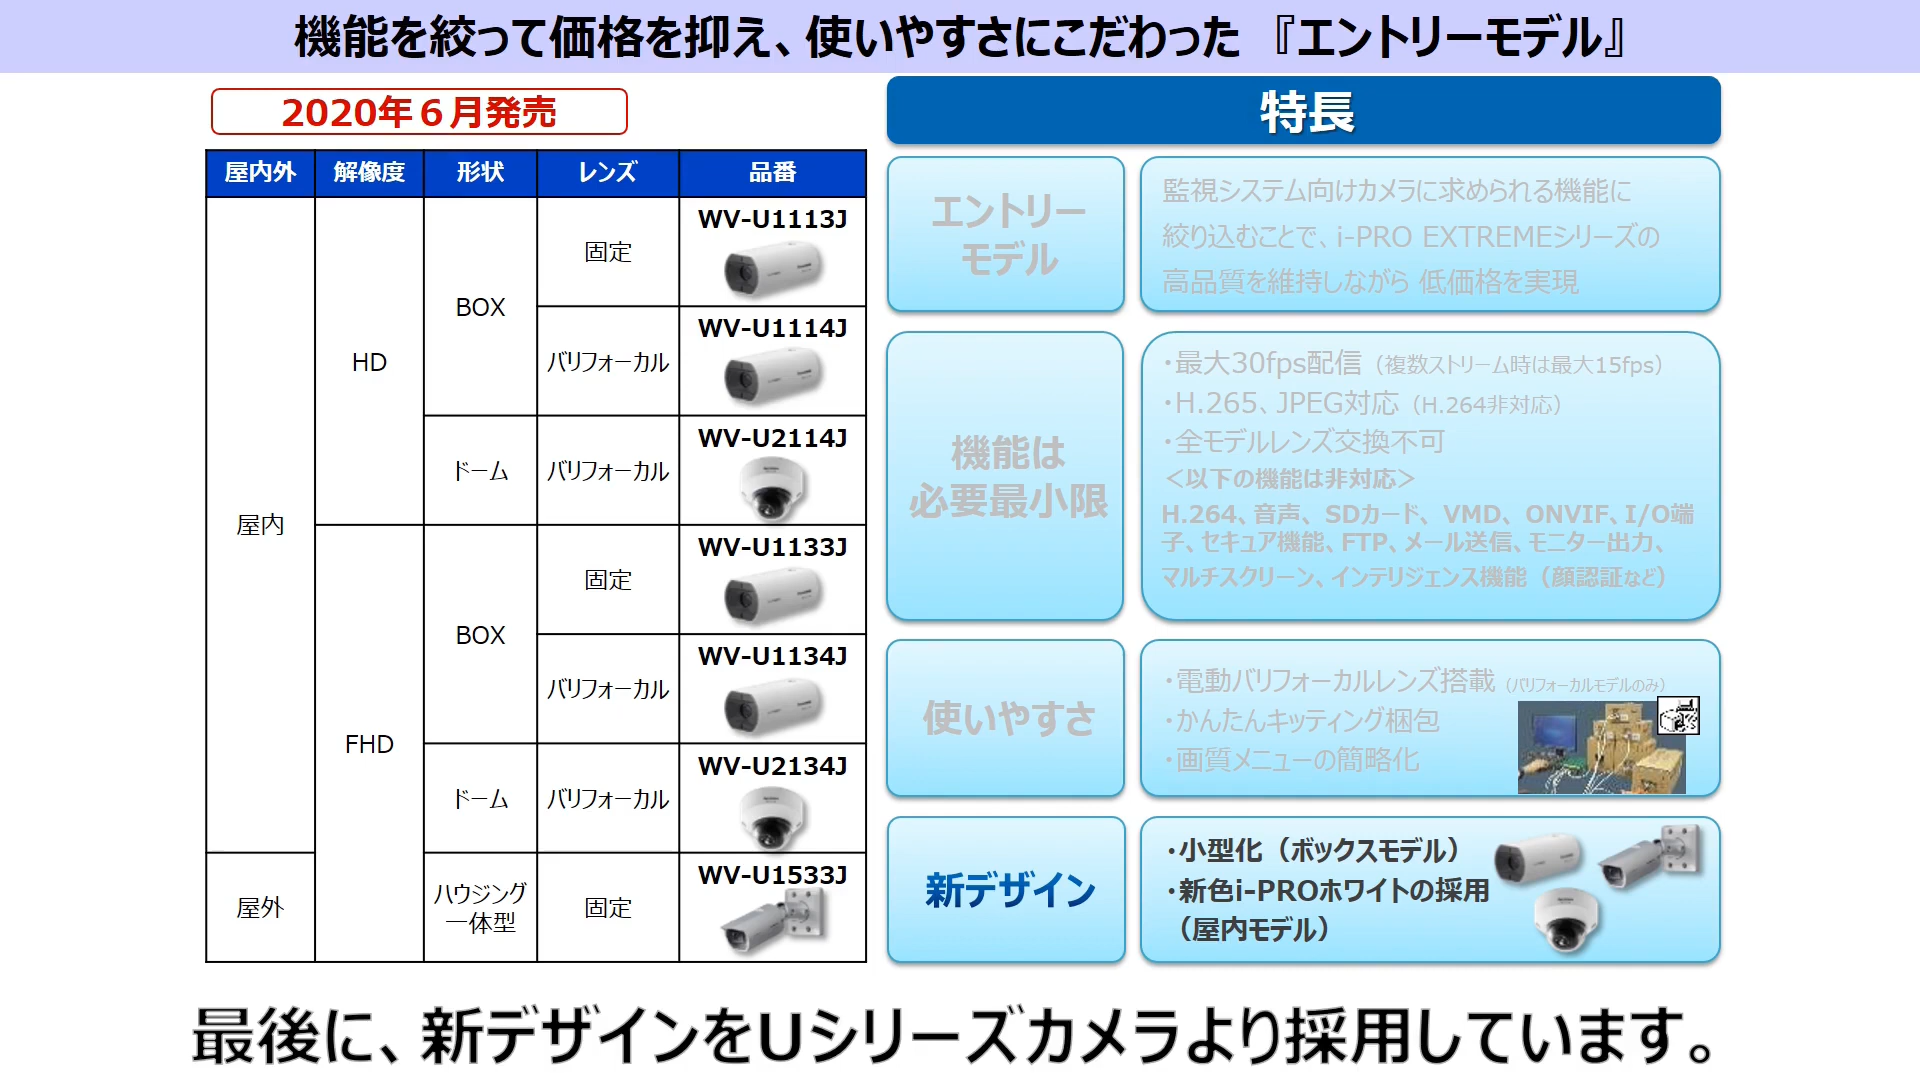 機能を絞って価格を抑え、使いやすさにこだわった『エントリーモデル』
2020年６月発売
屋内外 解像度 形状 レンズ 品番
屋内
HD
BOX
固定
WV-U1113J
バリフォーカル
WV-U1114J
ドーム
バリフォーカル
WV-U2114J
FHD
BOX
固定
WV-U1133J
バリフォーカル
WV-U1134J
ドーム
バリフォーカル
WV-U2134J
屋外
ハウジング
一体型
固定
WV-U1533J
特長
エントリー
モデル
監視システム向けカメラに求められる機能に
絞り込むことで、i-PRO EXTREMEシリーズの
高品質を維持しながら 低価格を実現
機能は
必要最小限
・最大30fps配信（複数ストリーム時は最大15fps）
・H.265、JPEG対応（H.264非対応）
・全モデルレンズ交換不可
＜以下の機能は非対応＞
H.264、音声、SDカード、VMD、ONVIF、I/O端
子、セキュア機能、FTP、メール送信、モニター出力、
マルチスクリーン、インテリジェンス機能（顔認証など）
使いやすさ
・電動バリフォーカルレンズ搭載（バリフォーカルモデルのみ）
・かんたんキッティング梱包
・画質メニューの簡略化
新デザイン
・小型化（ボックスモデル）
・新色i-PROホワイトの採用
（屋内モデル）
最後に、新デザインをUシリーズカメラより採用しています。